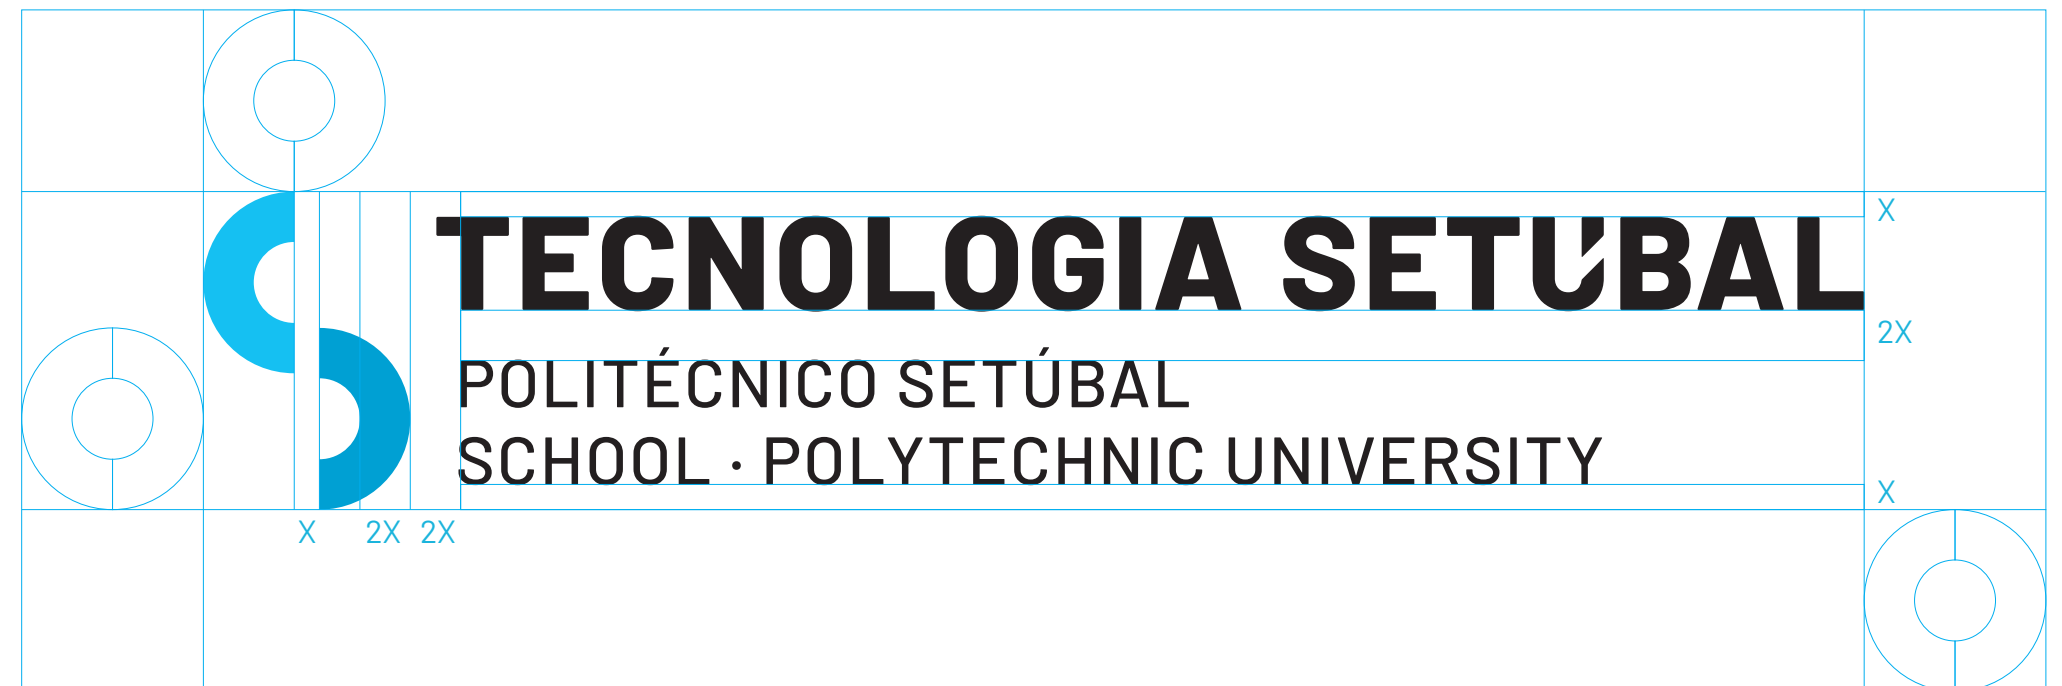 TECNOLOGIA SETÚBAL
X
2X
POLITÉCNICO SETÚBAL
SCHOOL · POLYTECHNIC UNIVERSITY
X
X 2X 2X